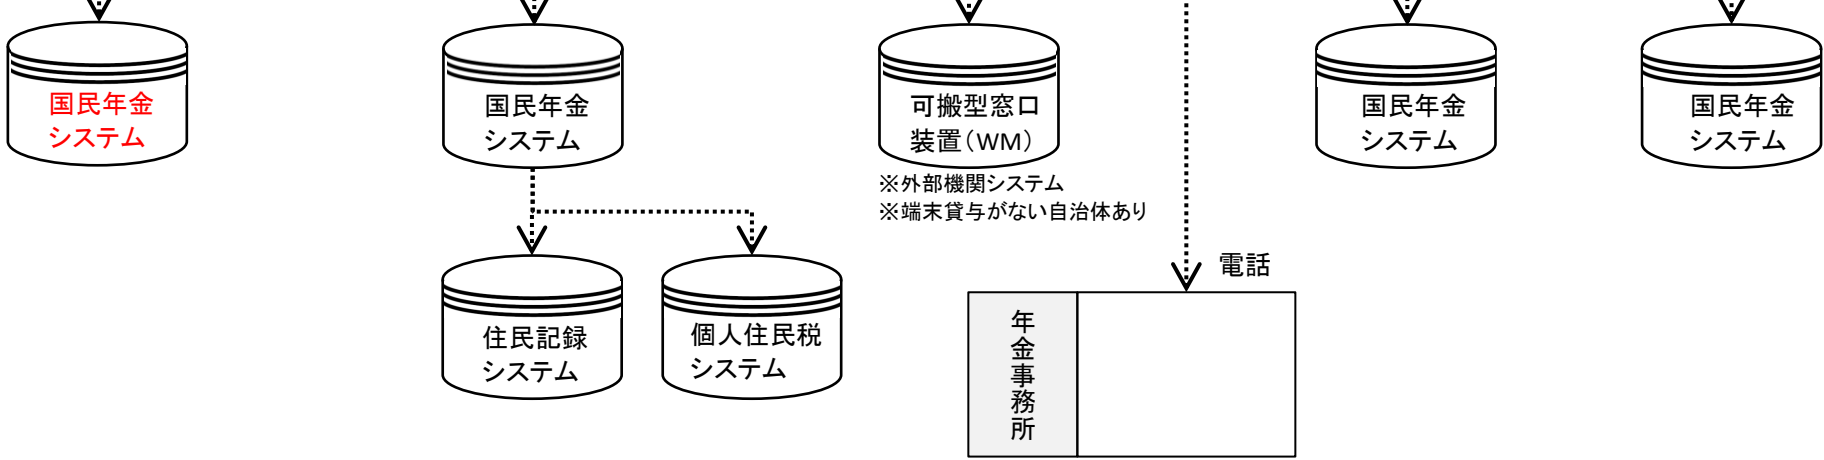 国民年金
システム
国民年金
システム
可搬型窓口
装置（WM）
※外部機関システム
※端末貸与がない自治体あり
国民年金
システム
国民年金
システム
住民記録
システム
個人住民税
システム
電話
年金事務所